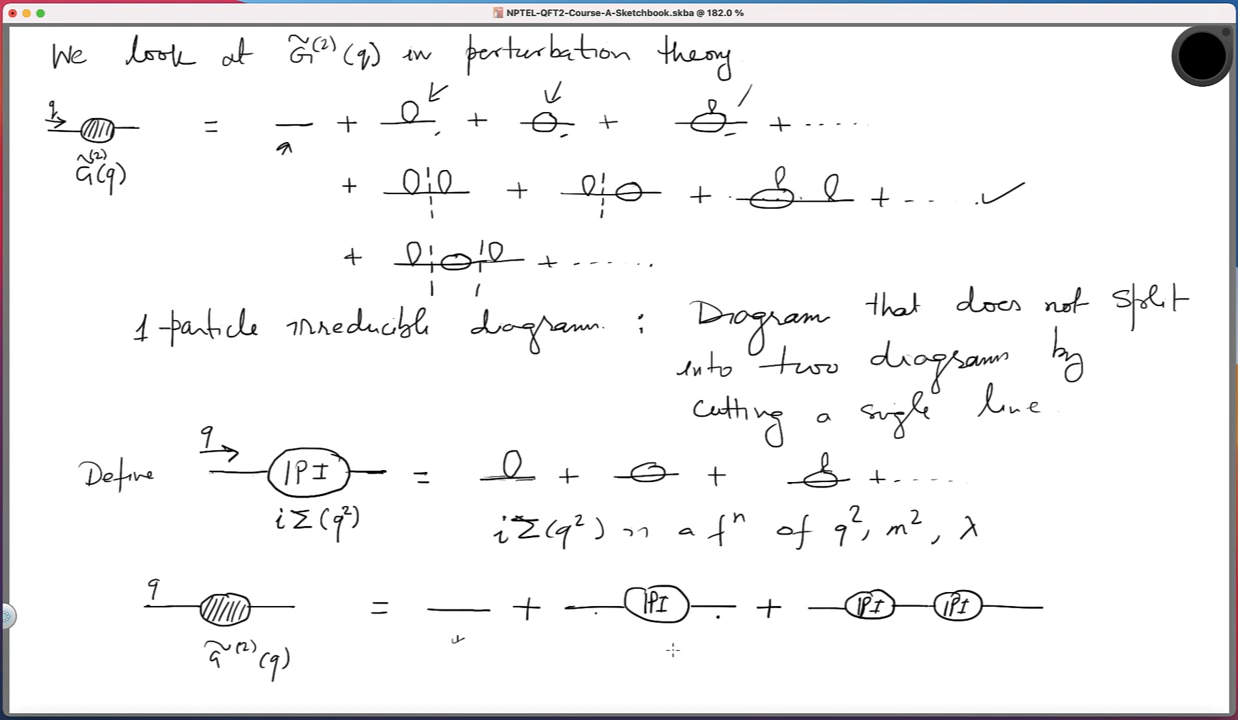 NPTEL-QFT2-Course-A-Sketchbook.skba @ 182.0 %
We look at G̃⁽²⁾(q) in perturbation theory
q = + + + + ......
G̃⁽²⁾(q)
+ + + + .... ..
+ + .......
1-particle irreducible diagrams : Diagram that does not split
into two diagrams by
cutting a single line
Define q 1PI = + + + ......
iΣ(q²) iΣ(q²) is a fⁿ of q², m², λ
q = + 1PI + 1PI 1PI
G̃⁽²⁾(q)